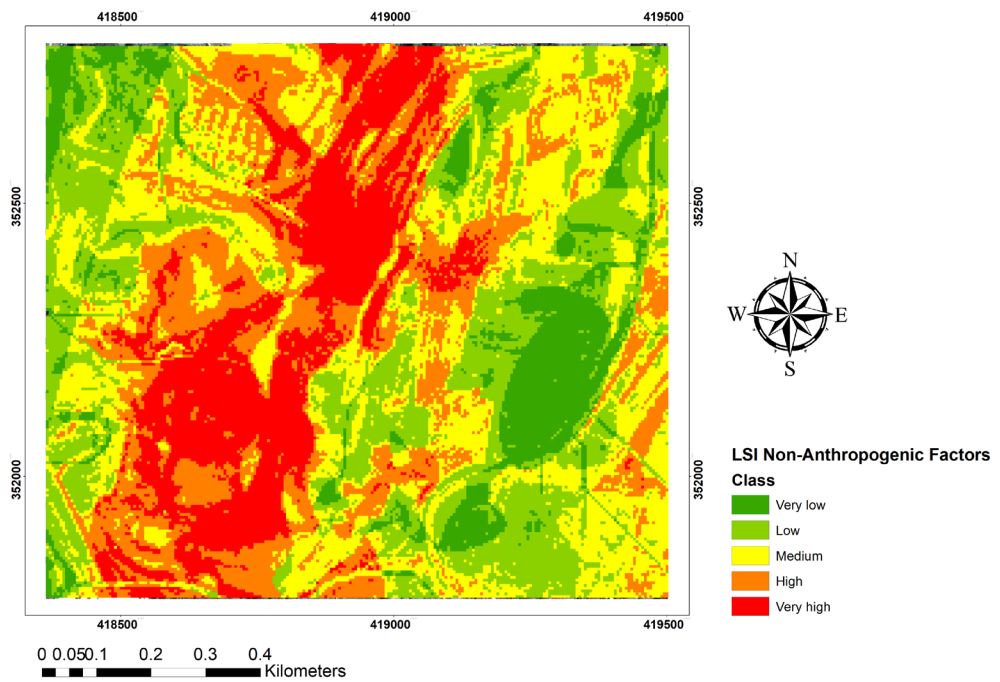 418500 419000 419500
352500 352500
N
W E
S
352000 352000
LSI Non-Anthropogenic Factors
Class
Very low
Low
Medium
High
Very high
418500 419000 419500
0 0.050.1 0.2 0.3 0.4
Kilometers